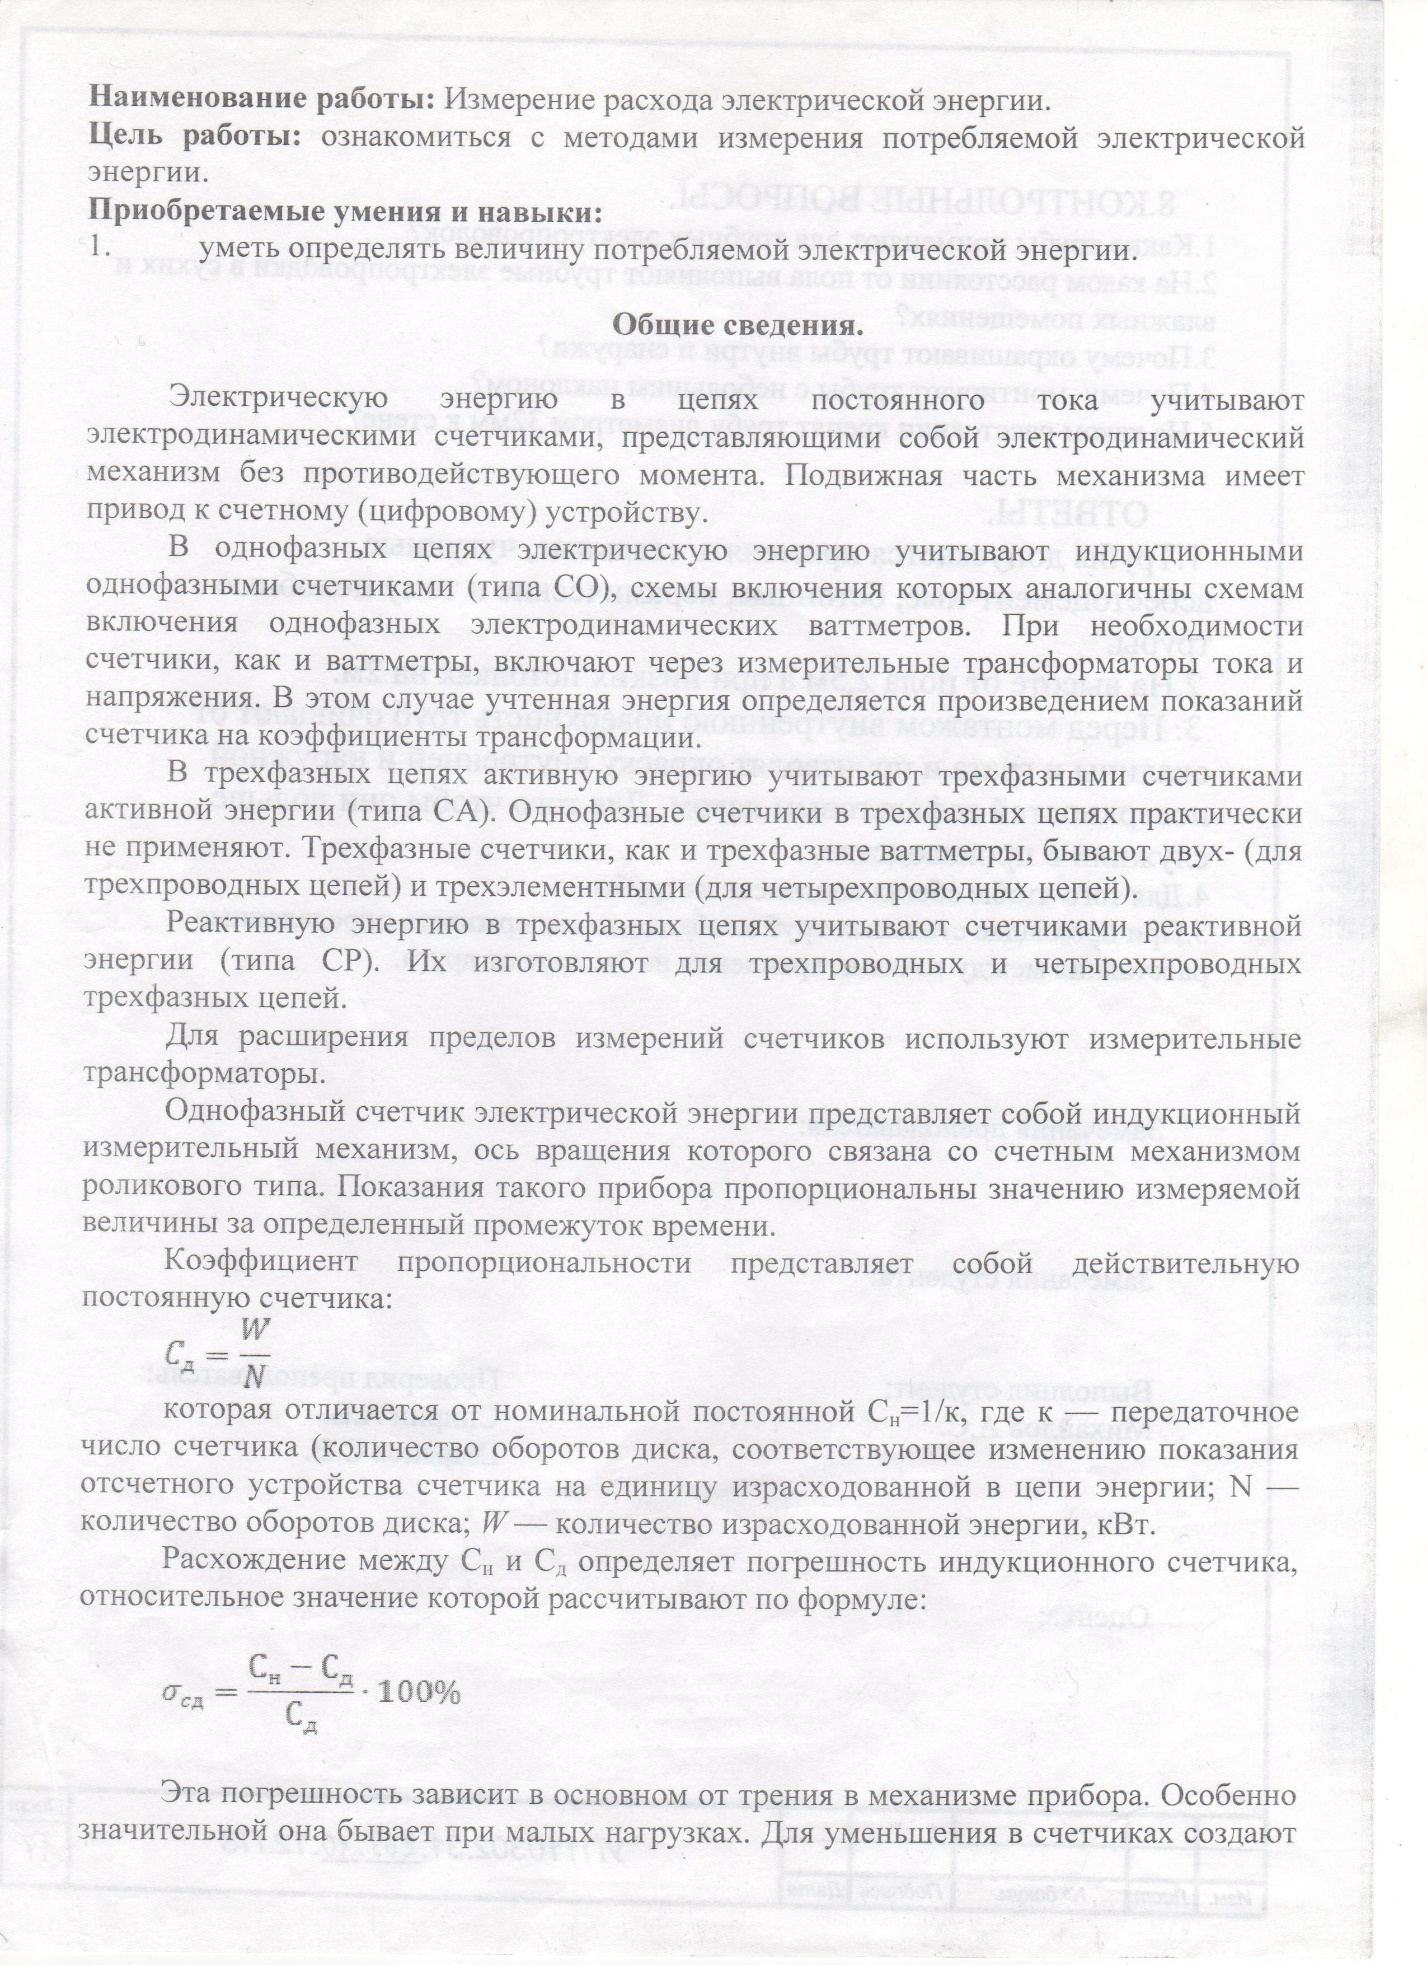 Наименование работы: Измерение расхода электрической энергии.
Цель работы: ознакомиться с методами измерения потребляемой электрической
энергии.
Приобретаемые умения и навыки:
1. уметь определять величину потребляемой электрической энергии.
Общие сведения.
Электрическую энергию в цепях постоянного тока учитывают
электродинамическими счетчиками, представляющими собой электродинамический
механизм без противодействующего момента. Подвижная часть механизма имеет
привод к счетному (цифровому) устройству.
В однофазных цепях электрическую энергию учитывают индукционными
однофазными счетчиками (типа СО), схемы включения которых аналогичны схемам
включения однофазных электродинамических ваттметров. При необходимости
счетчики, как и ваттметры, включают через измерительные трансформаторы тока и
напряжения. В этом случае учтенная энергия определяется произведением показаний
счетчика на коэффициенты трансформации.
В трехфазных цепях активную энергию учитывают трехфазными счетчиками
активной энергии (типа СА). Однофазные счетчики в трехфазных цепях практически
не применяют. Трехфазные счетчики, как и трехфазные ваттметры, бывают двух- (для
трехпроводных цепей) и трехэлементными (для четырехпроводных цепей).
Реактивную энергию в трехфазных цепях учитывают счетчиками реактивной
энергии (типа СР). Их изготовляют для трехпроводных и четырехпроводных
трехфазных цепей.
Для расширения пределов измерений счетчиков используют измерительные
трансформаторы.
Однофазный счетчик электрической энергии представляет собой индукционный
измерительный механизм, ось вращения которого связана со счетным механизмом
роликового типа. Показания такого прибора пропорциональны значению измеряемой
величины за определенный промежуток времени.
Коэффициент пропорциональности представляет собой действительную
постоянную счетчика:
C_д = W/N
которая отличается от номинальной постоянной С_н=1/к, где к — передаточное
число счетчика (количество оборотов диска, соответствующее изменению показания
отсчетного устройства счетчика на единицу израсходованной в цепи энергии; N —
количество оборотов диска; W — количество израсходованной энергии, кВт.
Расхождение между С_н и С_д определяет погрешность индукционного счетчика,
относительное значение которой рассчитывают по формуле:
σ_сд = (С_н − С_д)/С_д · 100%
Эта погрешность зависит в основном от трения в механизме прибора. Особенно
значительной она бывает при малых нагрузках. Для уменьшения в счетчиках создают